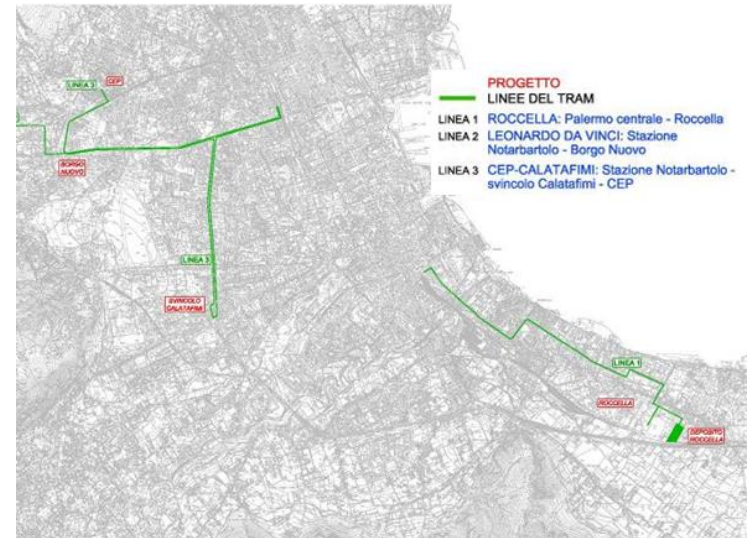 PROGETTO
LINEE DEL TRAM
LINEA 1 ROCCELLA: Palermo centrale - Roccella
LINEA 2 LEONARDO DA VINCI: Stazione
Notarbartolo - Borgo Nuovo
LINEA 3 CEP-CALATAFIMI: Stazione Notarbartolo -
svincolo Calatafimi - CEP
LINEA 3
CEP
BORGO
NUOVO
LINEA 3
SVINCOLO
CALATAFIMI
LINEA 1
ROCCELLA
DEPOSITO
ROCCELLA